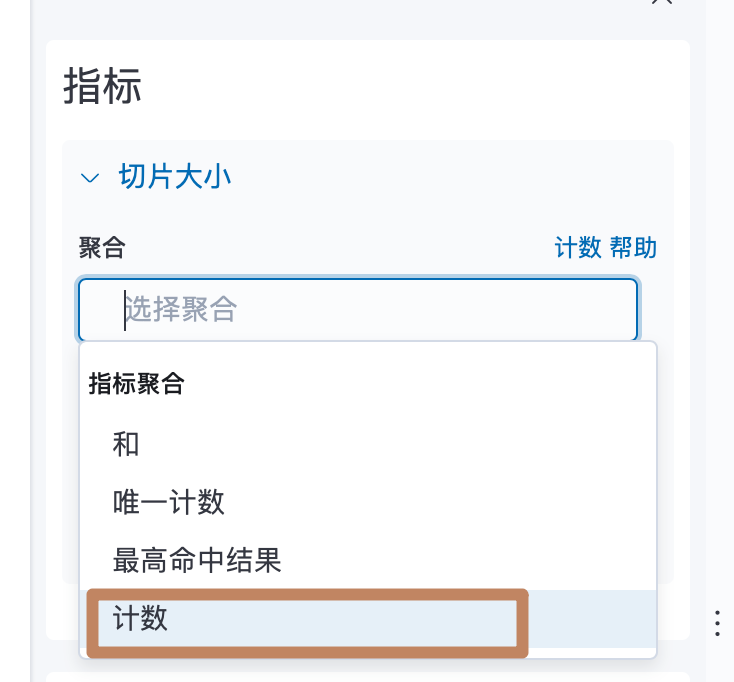 指标
切片大小
聚合 计数 帮助
选择聚合
指标聚合
和
唯一计数
最高命中结果
计数